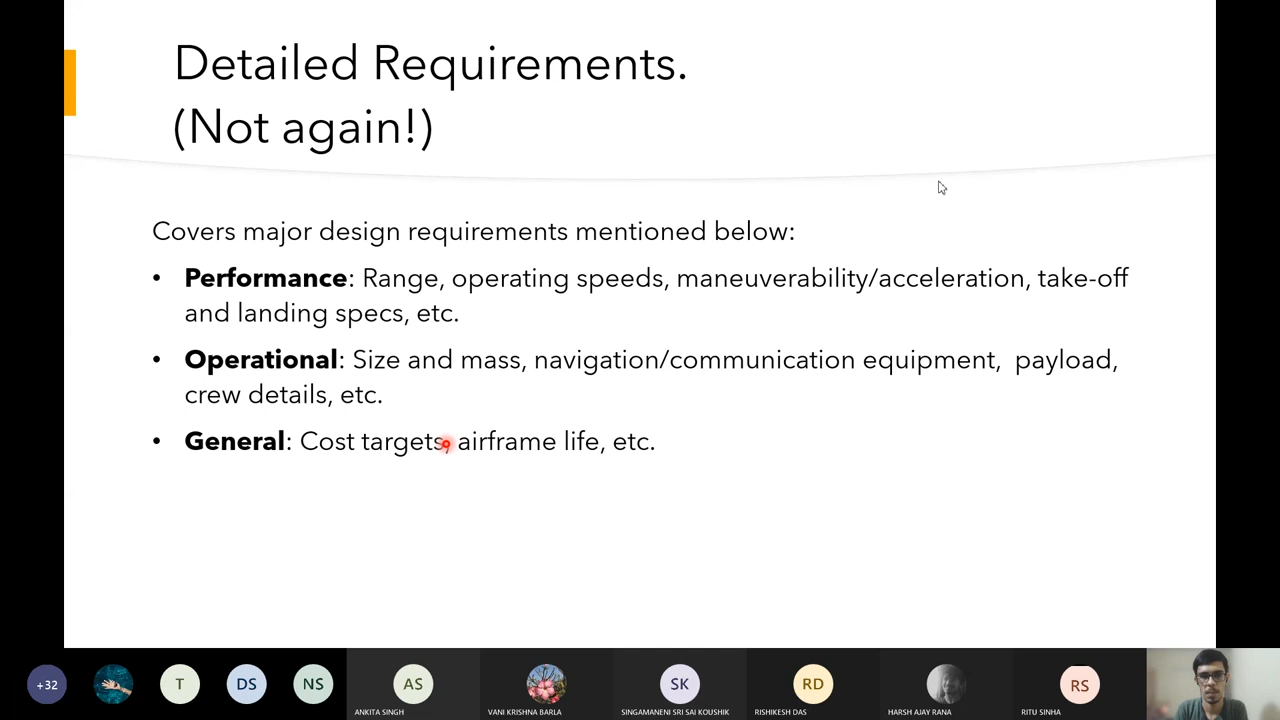 Detailed Requirements.
(Not again!)
Covers major design requirements mentioned below:
• Performance: Range, operating speeds, maneuverability/acceleration, take-off
and landing specs, etc.
• Operational: Size and mass, navigation/communication equipment,  payload,
crew details, etc.
• General: Cost targets, airframe life, etc.
+32
T
DS
NS
AS
SK
RD
RS
ANKITA SINGH
VANI KRISHNA BARLA
SINGAMANENI SRI SAI KOUSHIK
RISHIKESH DAS
HARSH AJAY RANA
RITU SINHA